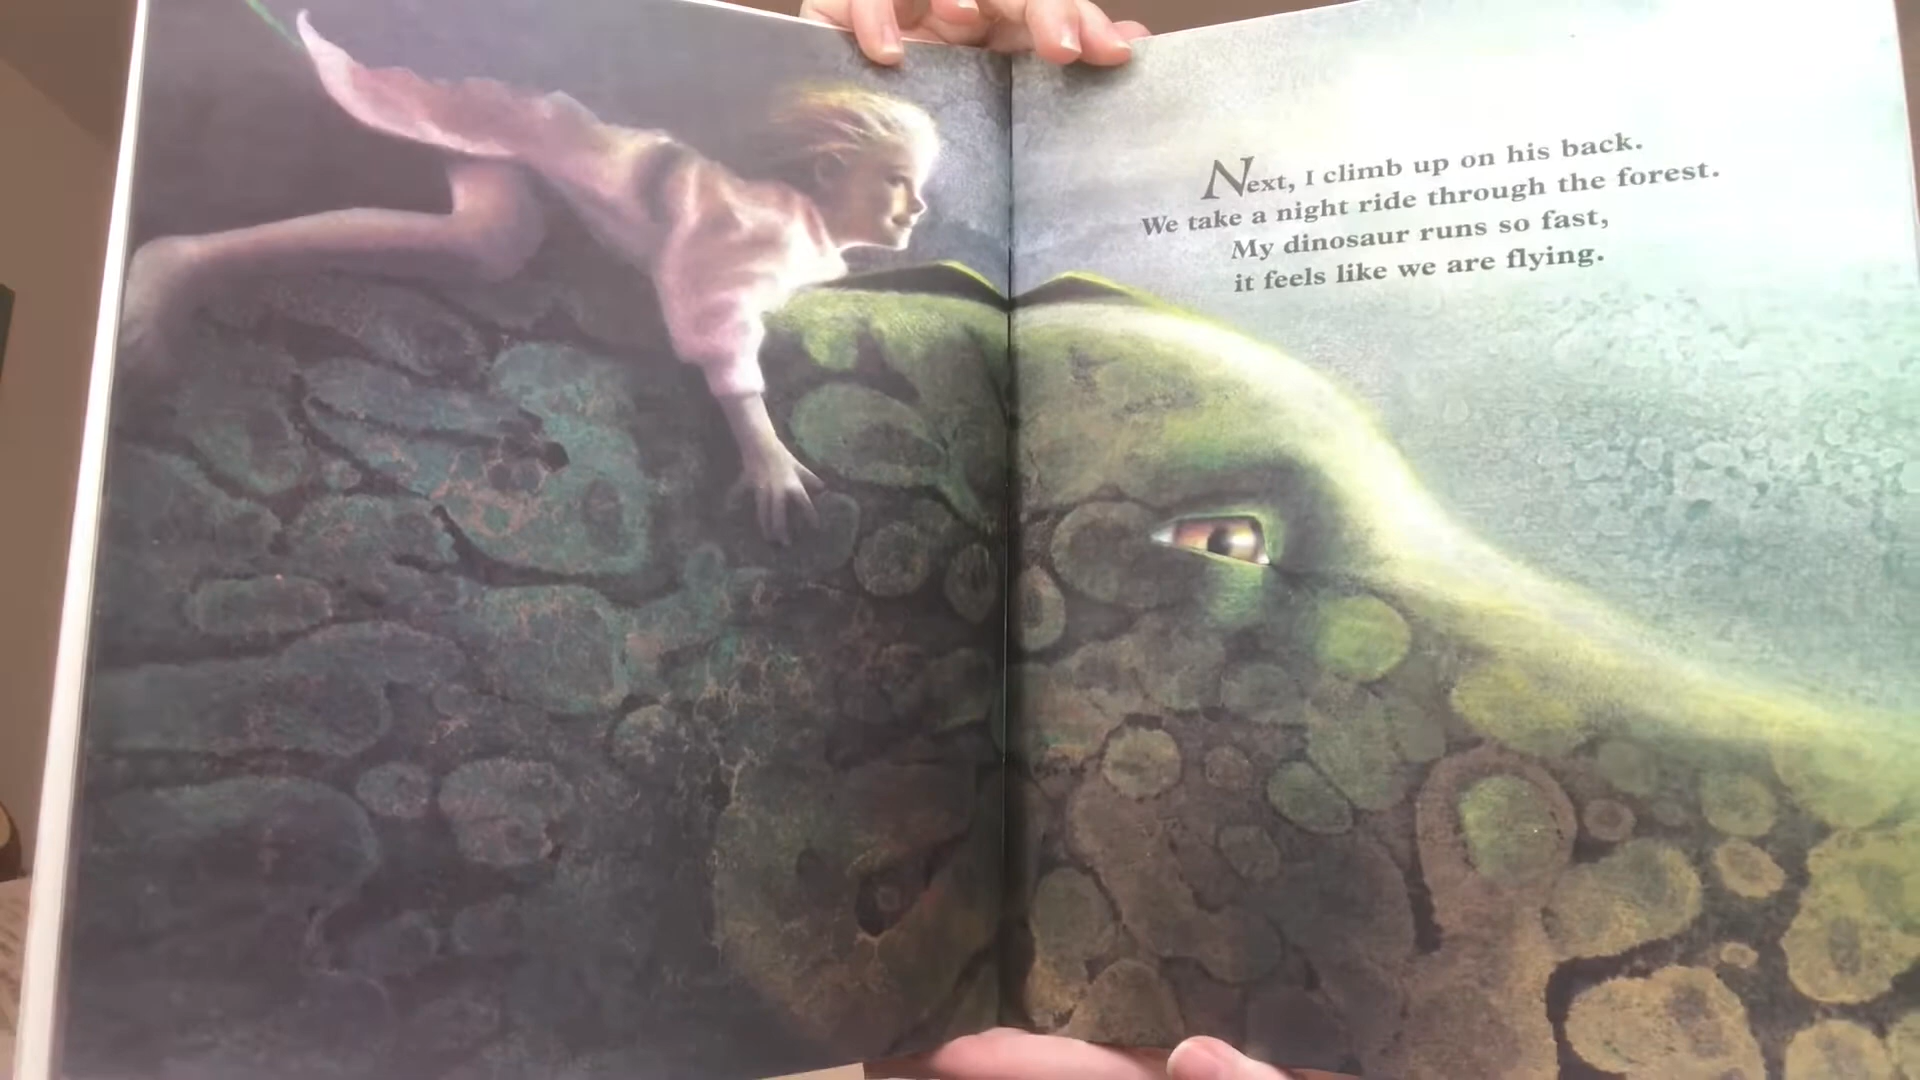 Next, I climb up on his back.
We take a night ride through the forest.
My dinosaur runs so fast,
it feels like we are flying.